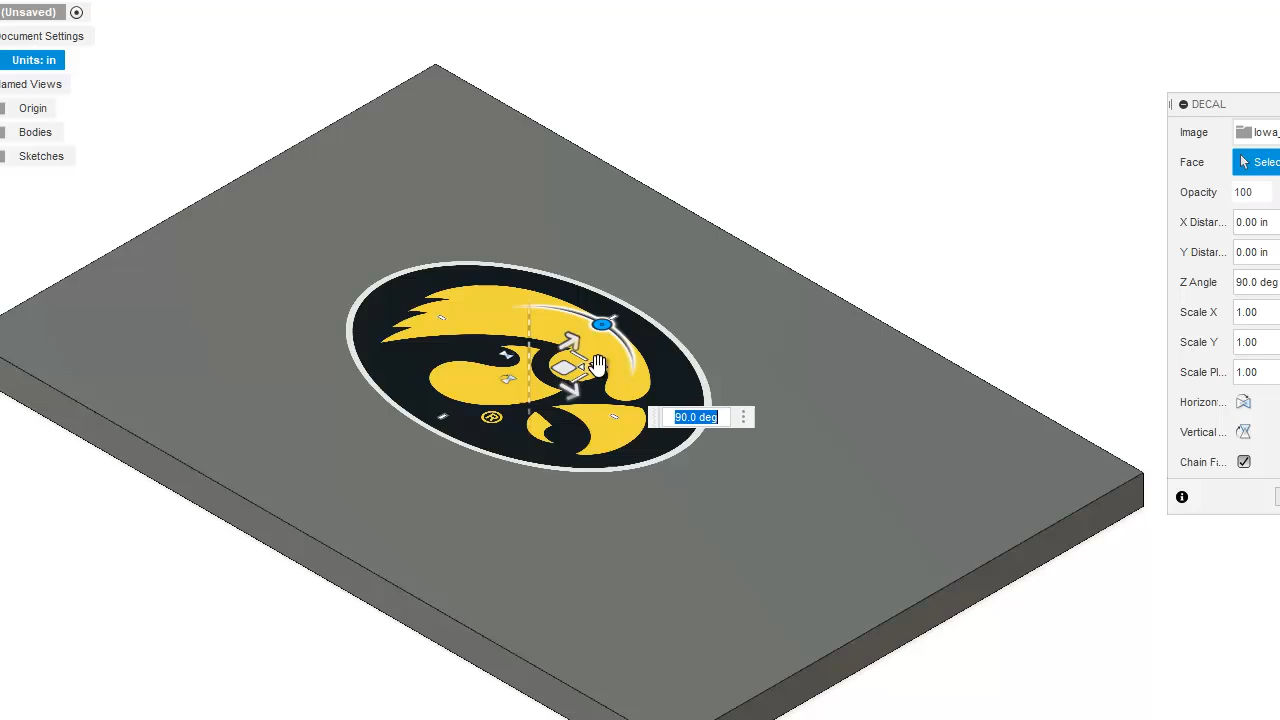 (Unsaved)
Document Settings
Units: in
Named Views
Origin
Bodies
Sketches
®
90.0 deg
DECAL
Image Iowa_
Face Selec
Opacity 100
X Distar... 0.00 in
Y Distar... 0.00 in
Z Angle 90.0 deg
Scale X 1.00
Scale Y 1.00
Scale Pl... 1.00
Horizon...
Vertical ...
Chain Fi...